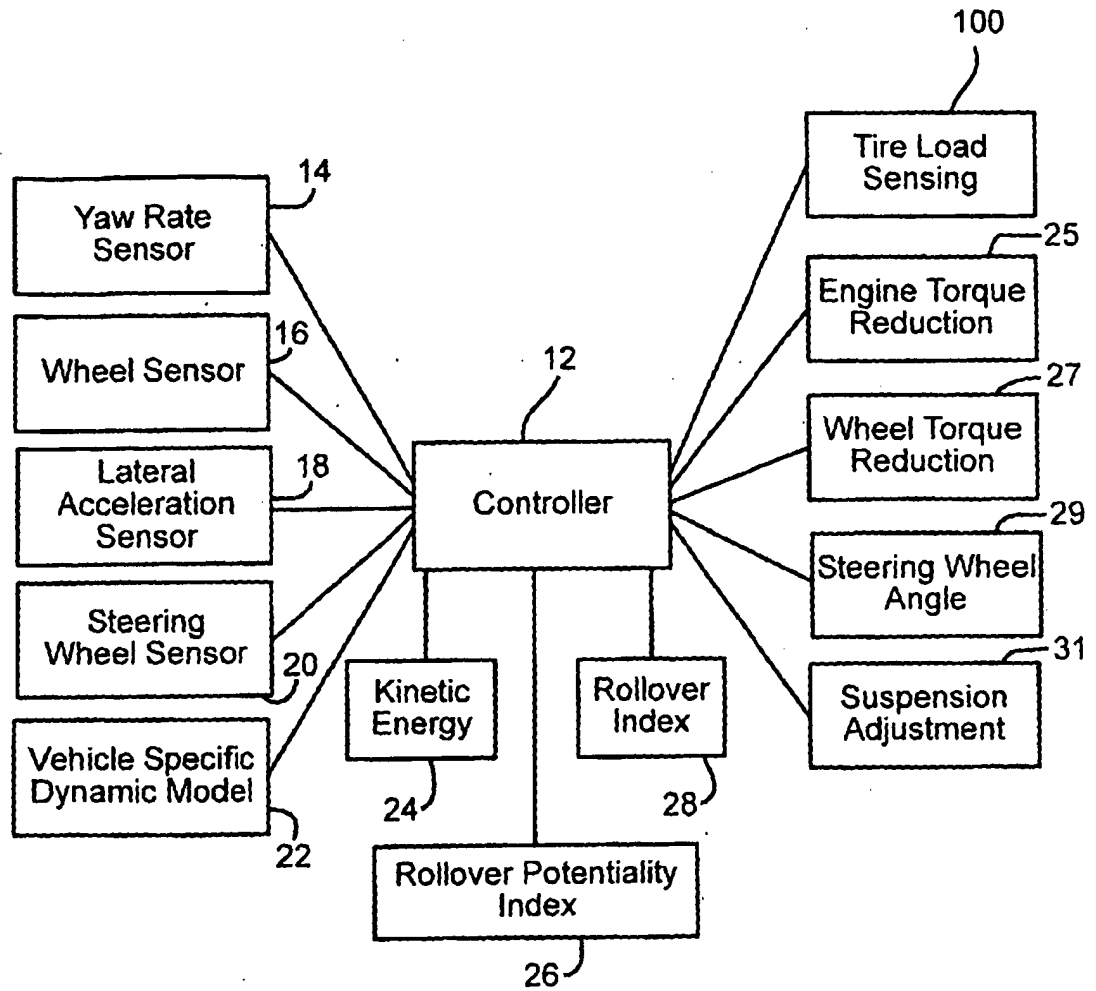 100
Tire Load
Sensing
14
Yaw Rate
Sensor
25
Engine Torque
Reduction
16
Wheel Sensor
12
27
Wheel Torque
Reduction
18
Lateral
Acceleration
Sensor
Controller
29
Steering Wheel
Angle
Steering
Wheel Sensor
20
Kinetic
Energy
24
Rollover
Index
28
31
Suspension
Adjustment
Vehicle Specific
Dynamic Model
22
Rollover Potentiality
Index
26